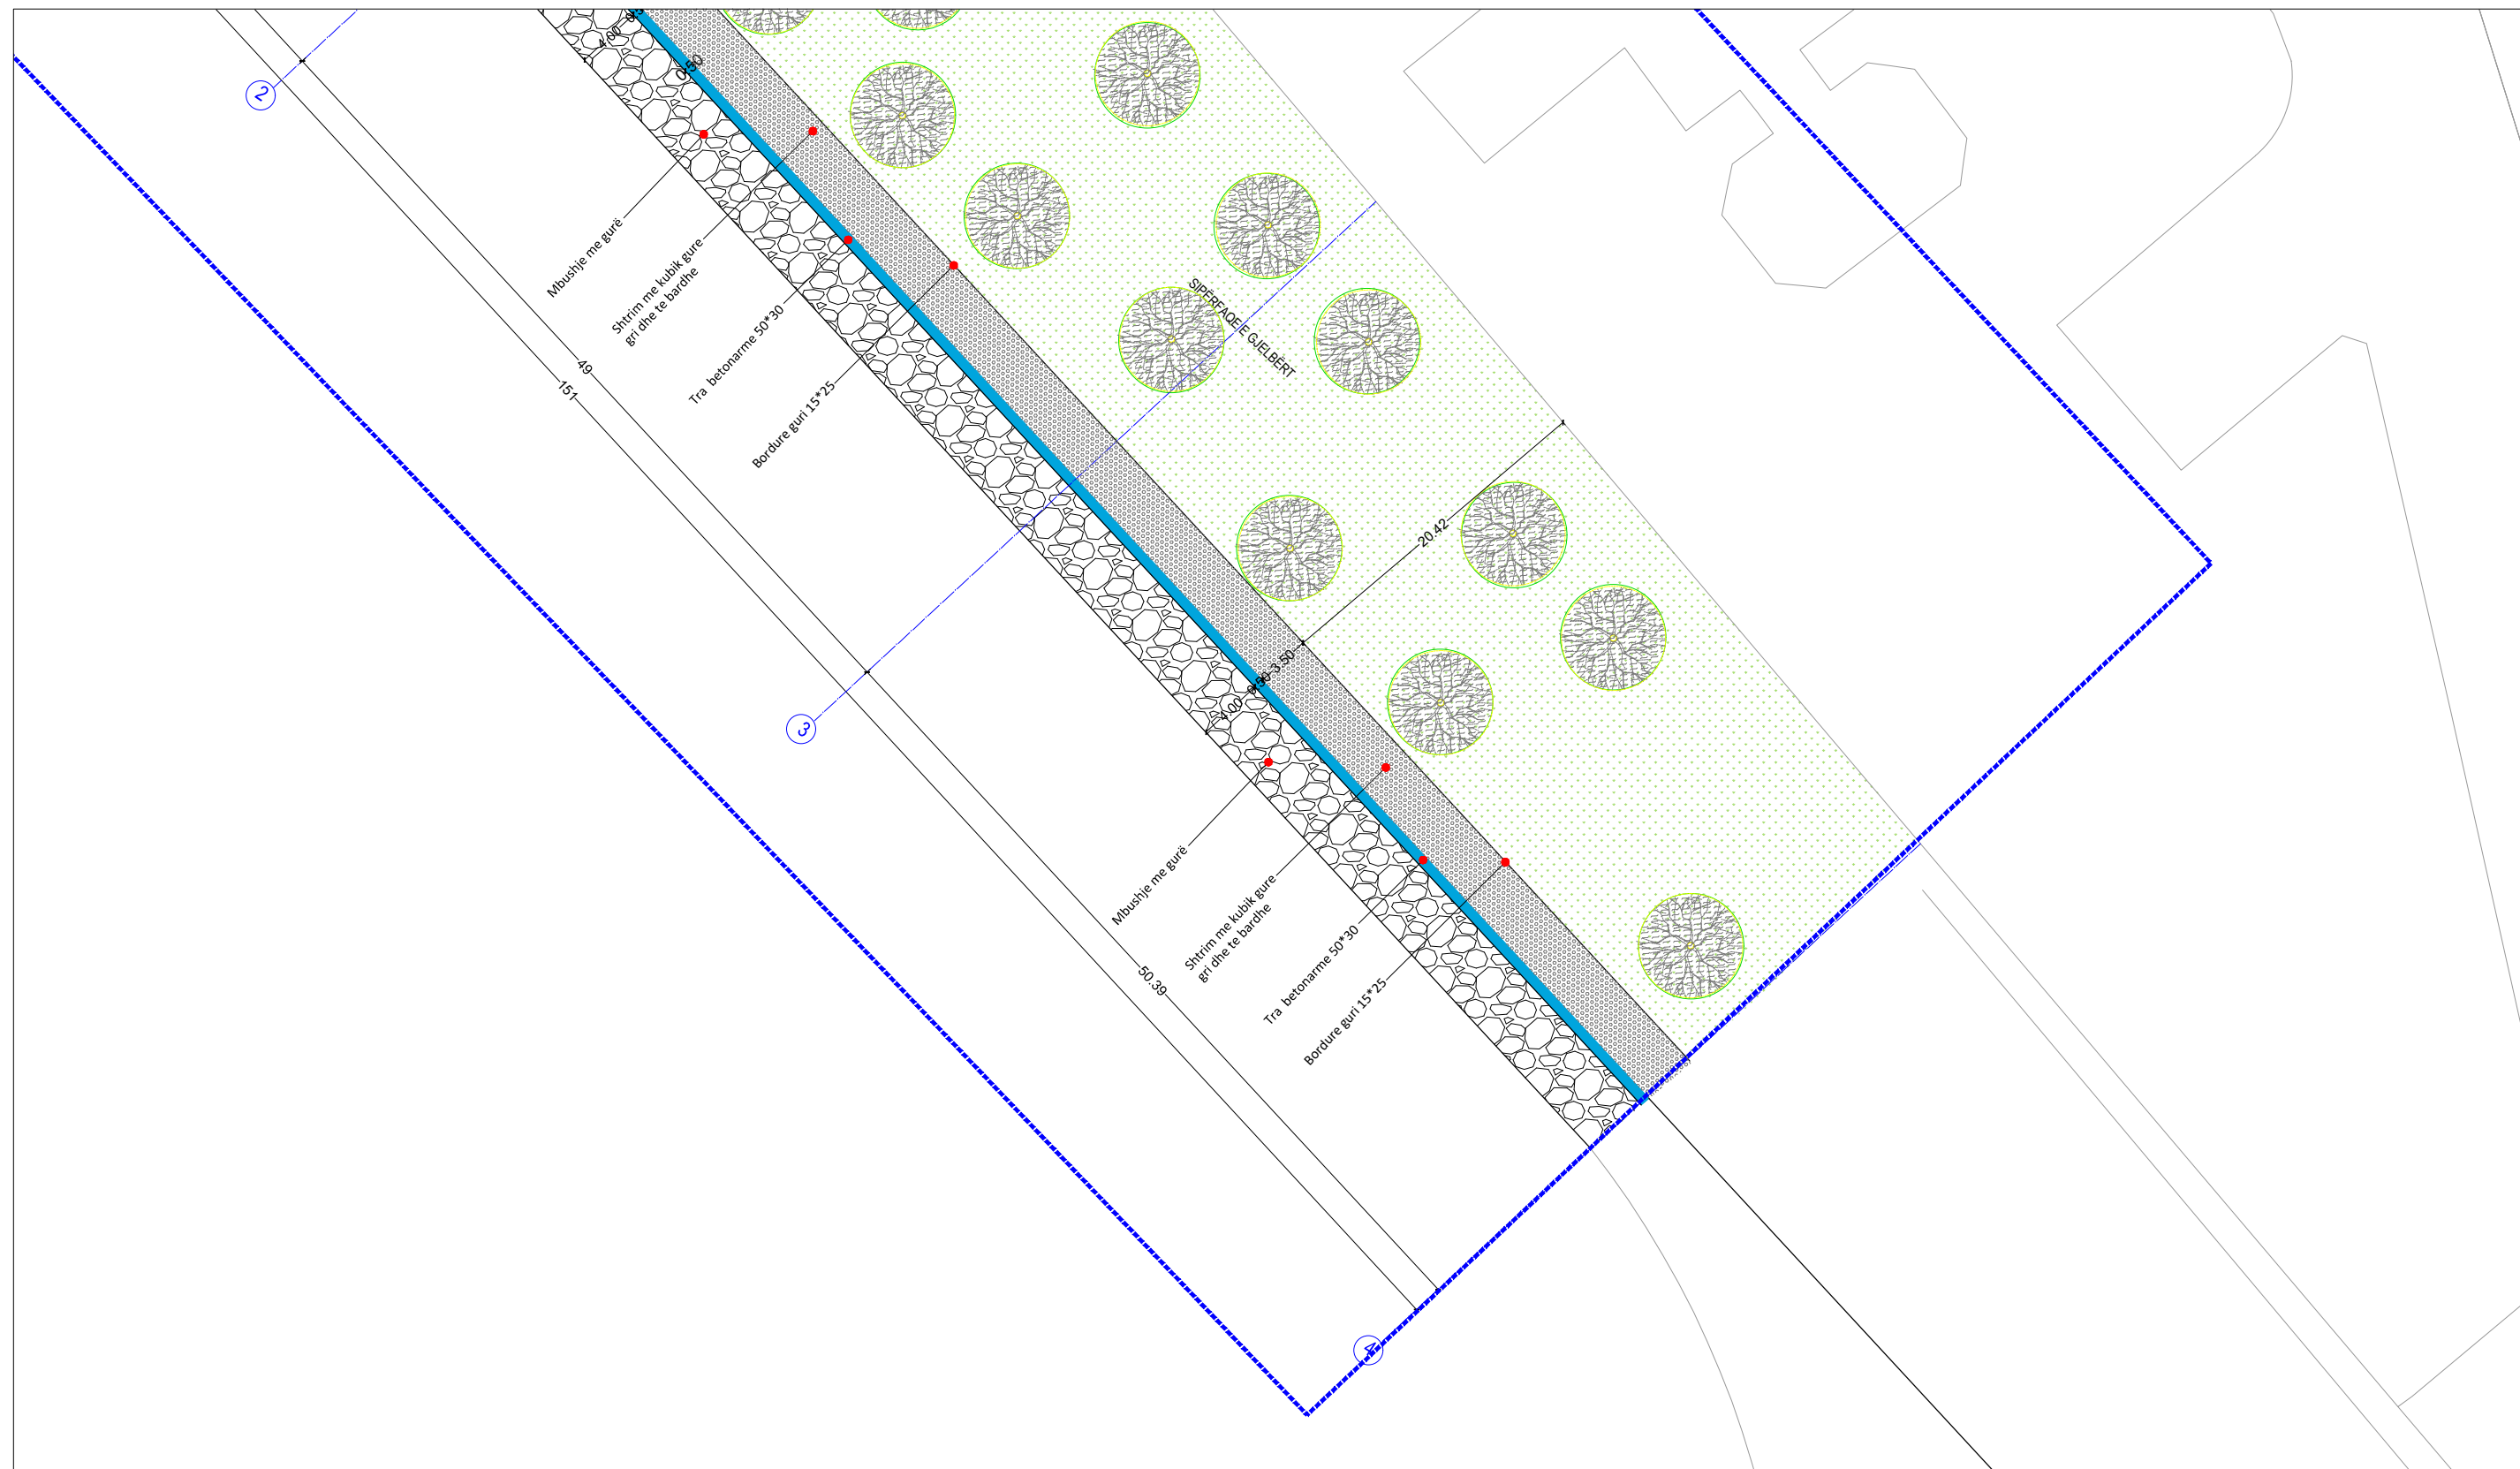 4.00
0.50
2
Mbushje me gurë
Shtrim me kubik gure
gri dhe te bardhe
Tra betonarme 50*30
Bordure guri 15*25
SIPERFAQE E GJELBERT
49
151
20.42
3.50
4.00
3
Mbushje me gurë
Shtrim me kubik gure
gri dhe te bardhe
Tra betonarme 50*30
Bordure guri 15*25
50.39
4